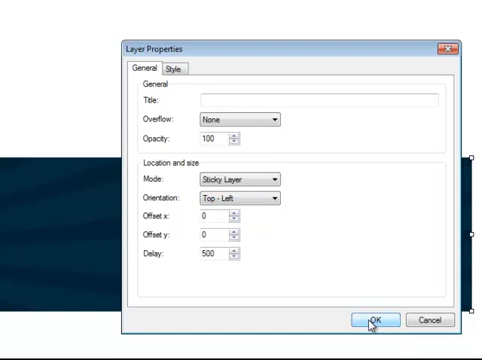 Layer Properties
General Style
General
Title:
Overflow: None
Opacity: 100
Location and size
Mode: Sticky Layer
Orientation: Top - Left
Offset x: 0
Offset y: 0
Delay: 500
OK Cancel